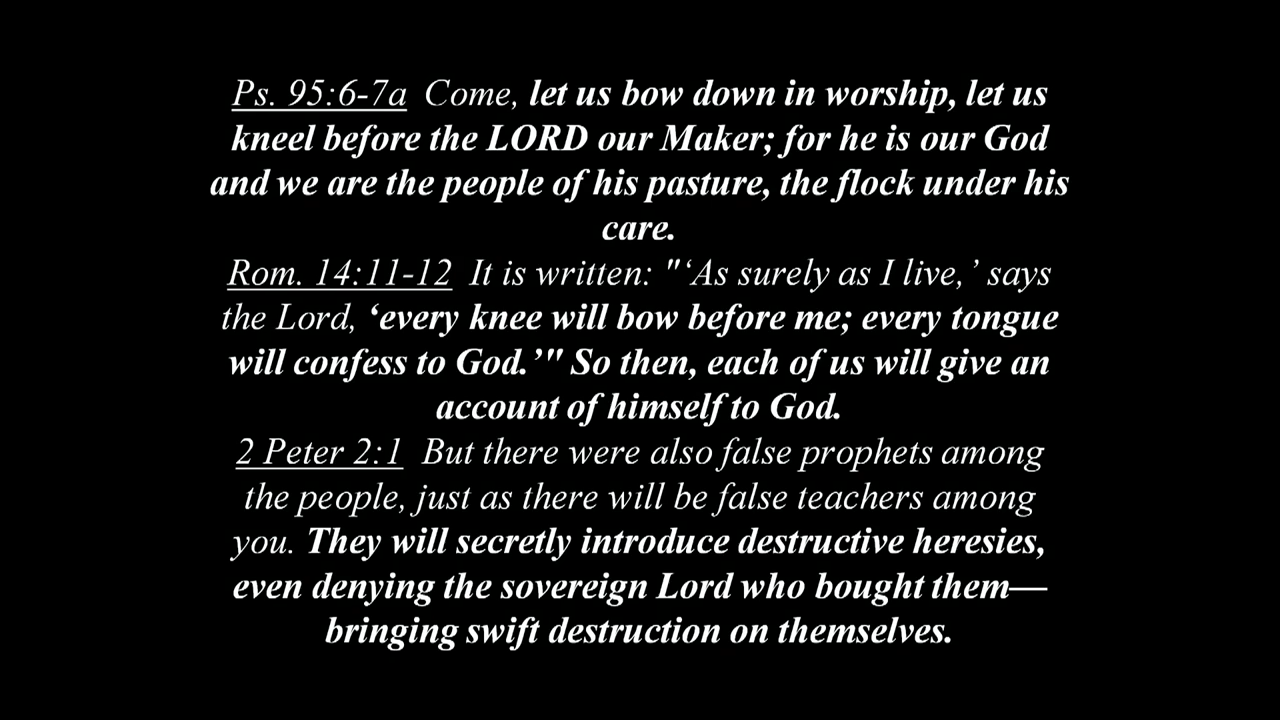 Ps. 95:6-7a  Come, let us bow down in worship, let us
kneel before the LORD our Maker; for he is our God
and we are the people of his pasture, the flock under his
care.
Rom. 14:11-12  It is written: "‘As surely as I live,’ says
the Lord, ‘every knee will bow before me; every tongue
will confess to God.’" So then, each of us will give an
account of himself to God.
2 Peter 2:1  But there were also false prophets among
the people, just as there will be false teachers among
you. They will secretly introduce destructive heresies,
even denying the sovereign Lord who bought them—
bringing swift destruction on themselves.